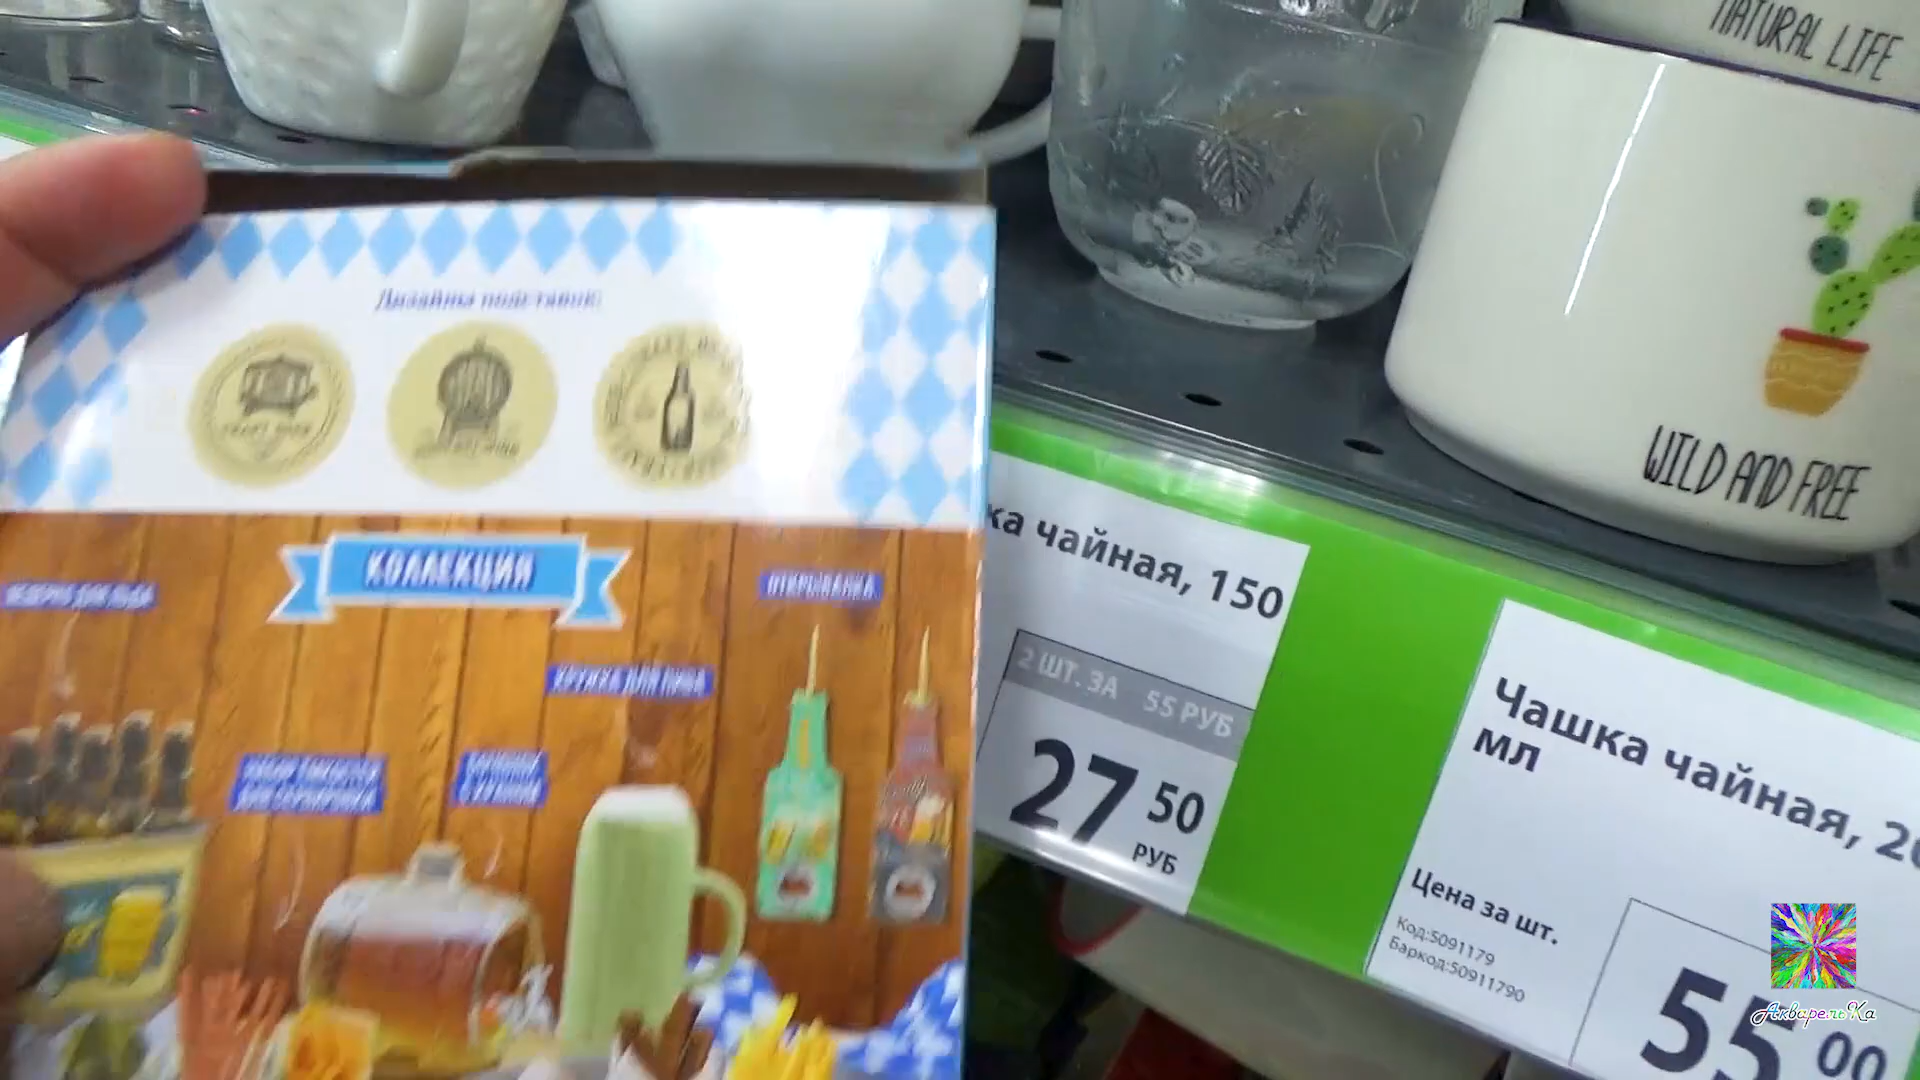 NATURAL LIFE
WILD AND FREE
Дизайны подставок:
КОЛЛЕКЦИЯ
ОТКРЫВАЛКА
КРУЖКА ДЛЯ ПИВА
ка чайная, 150
2 ШТ. ЗА 55 РУБ
27 50
РУБ
Чашка чайная, 2
мл
Цена за шт.
Код:5091179
Баркод:50911790
55 00
АкварельКа